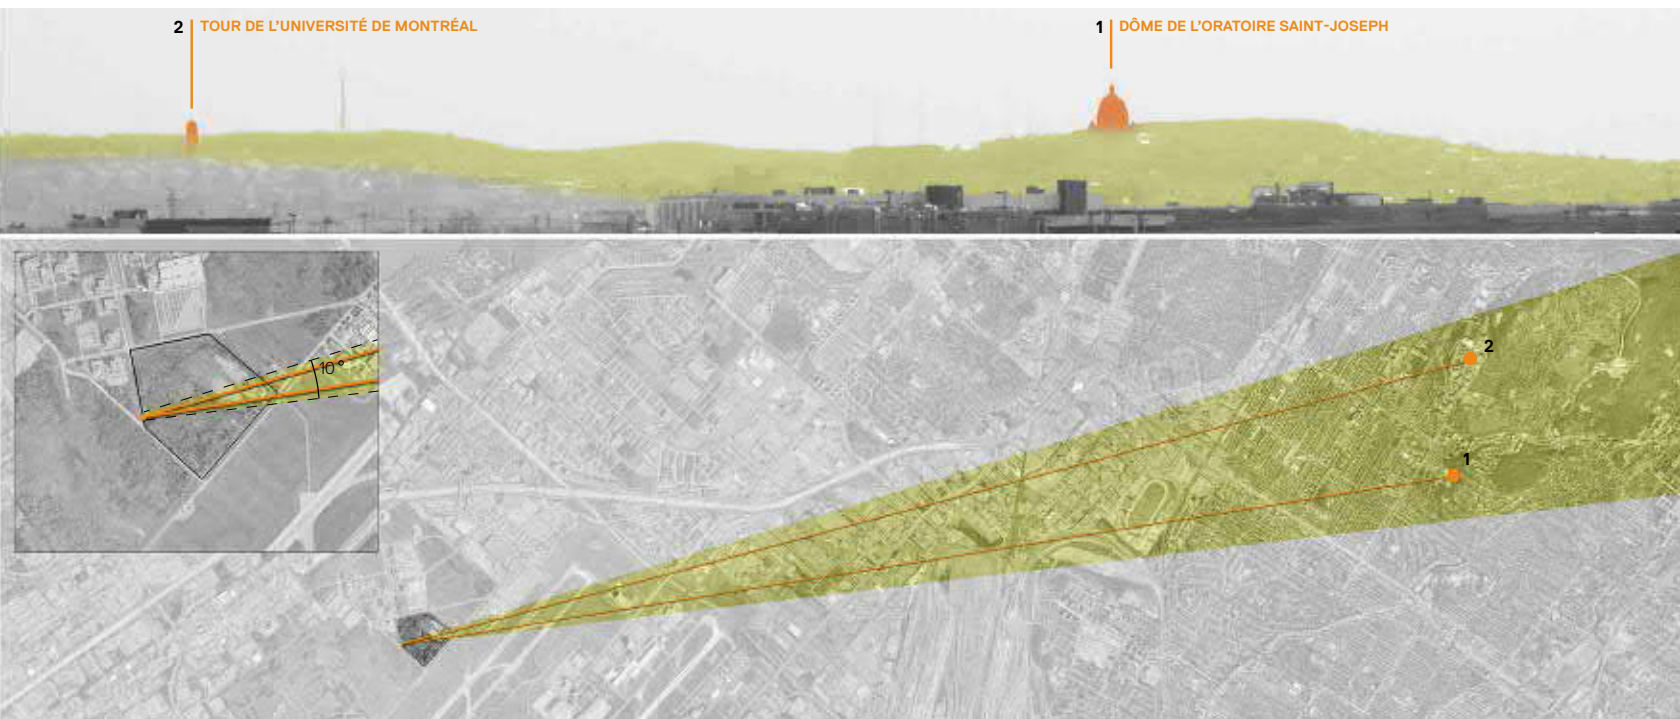 2 TOUR DE L'UNIVERSITÉ DE MONTRÉAL
1 DÔME DE L'ORATOIRE SAINT-JOSEPH
10°
2
1